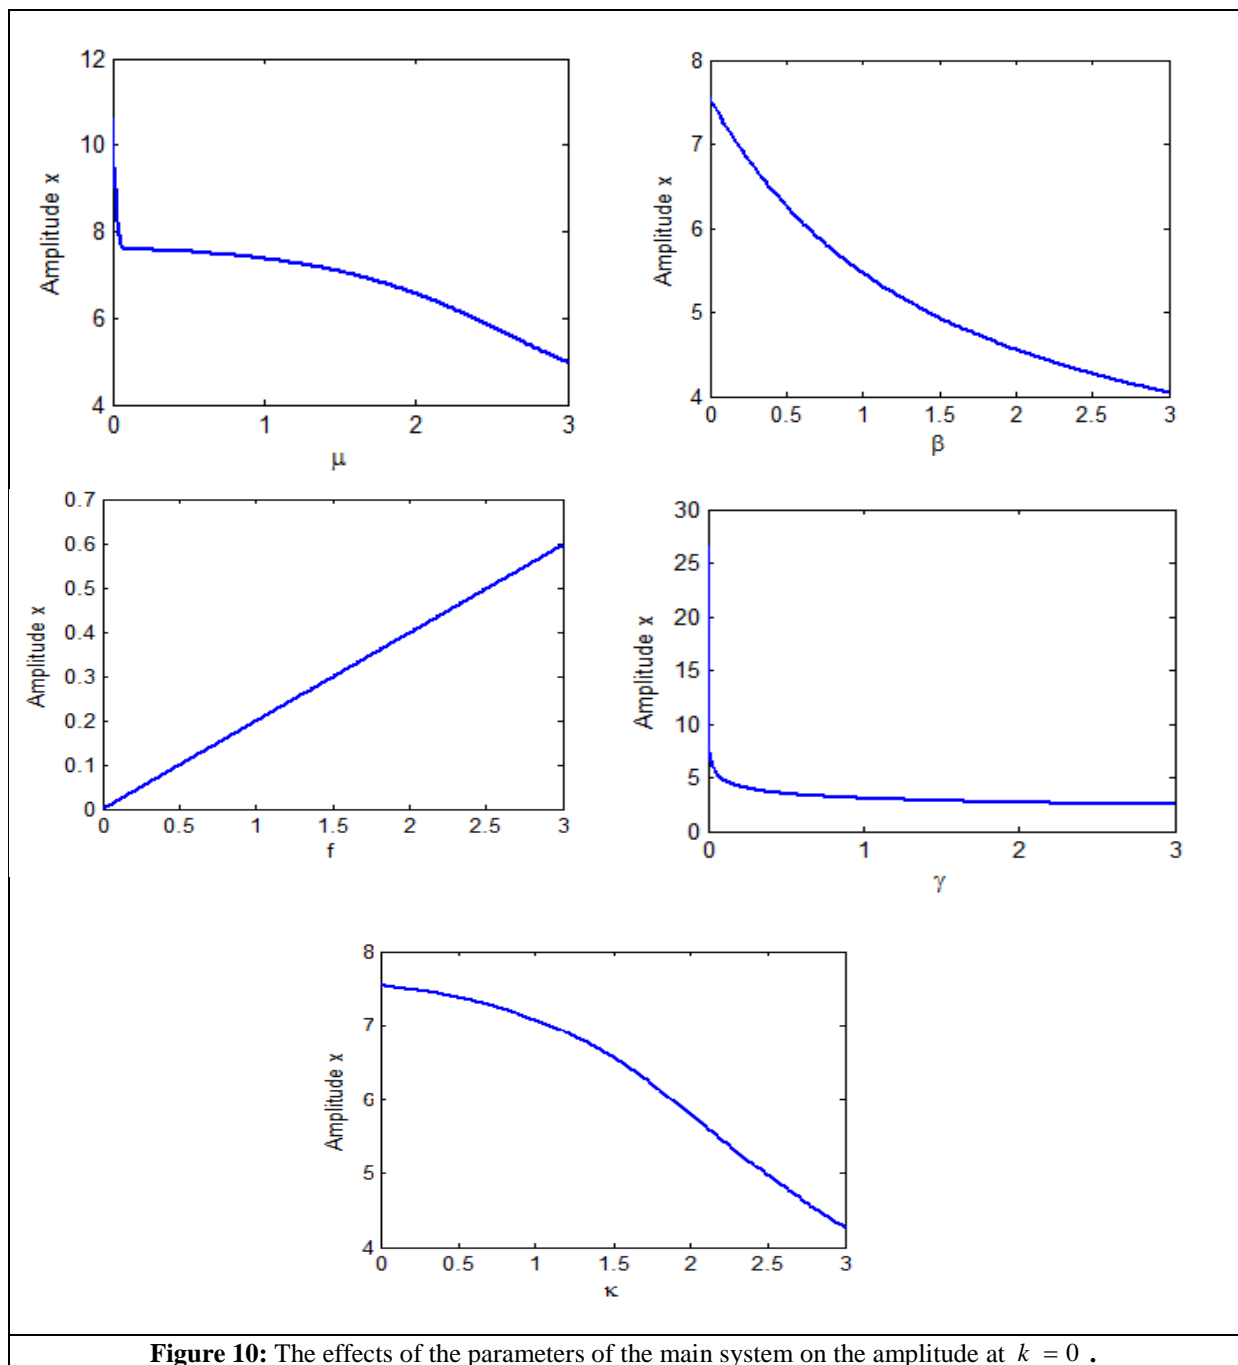 12
10
8
6
4
0 1 2 3
Amplitude x
μ
8
7
6
5
4
0 0.5 1 1.5 2 2.5 3
Amplitude x
β
0.7
0.6
0.5
0.4
0.3
0.2
0.1
0
0 0.5 1 1.5 2 2.5 3
Amplitude x
f
30
25
20
15
10
5
0
0 1 2 3
Amplitude x
γ
8
7
6
5
4
0 0.5 1 1.5 2 2.5 3
Amplitude x
κ
Figure 10: The effects of the parameters of the main system on the amplitude at k = 0 .